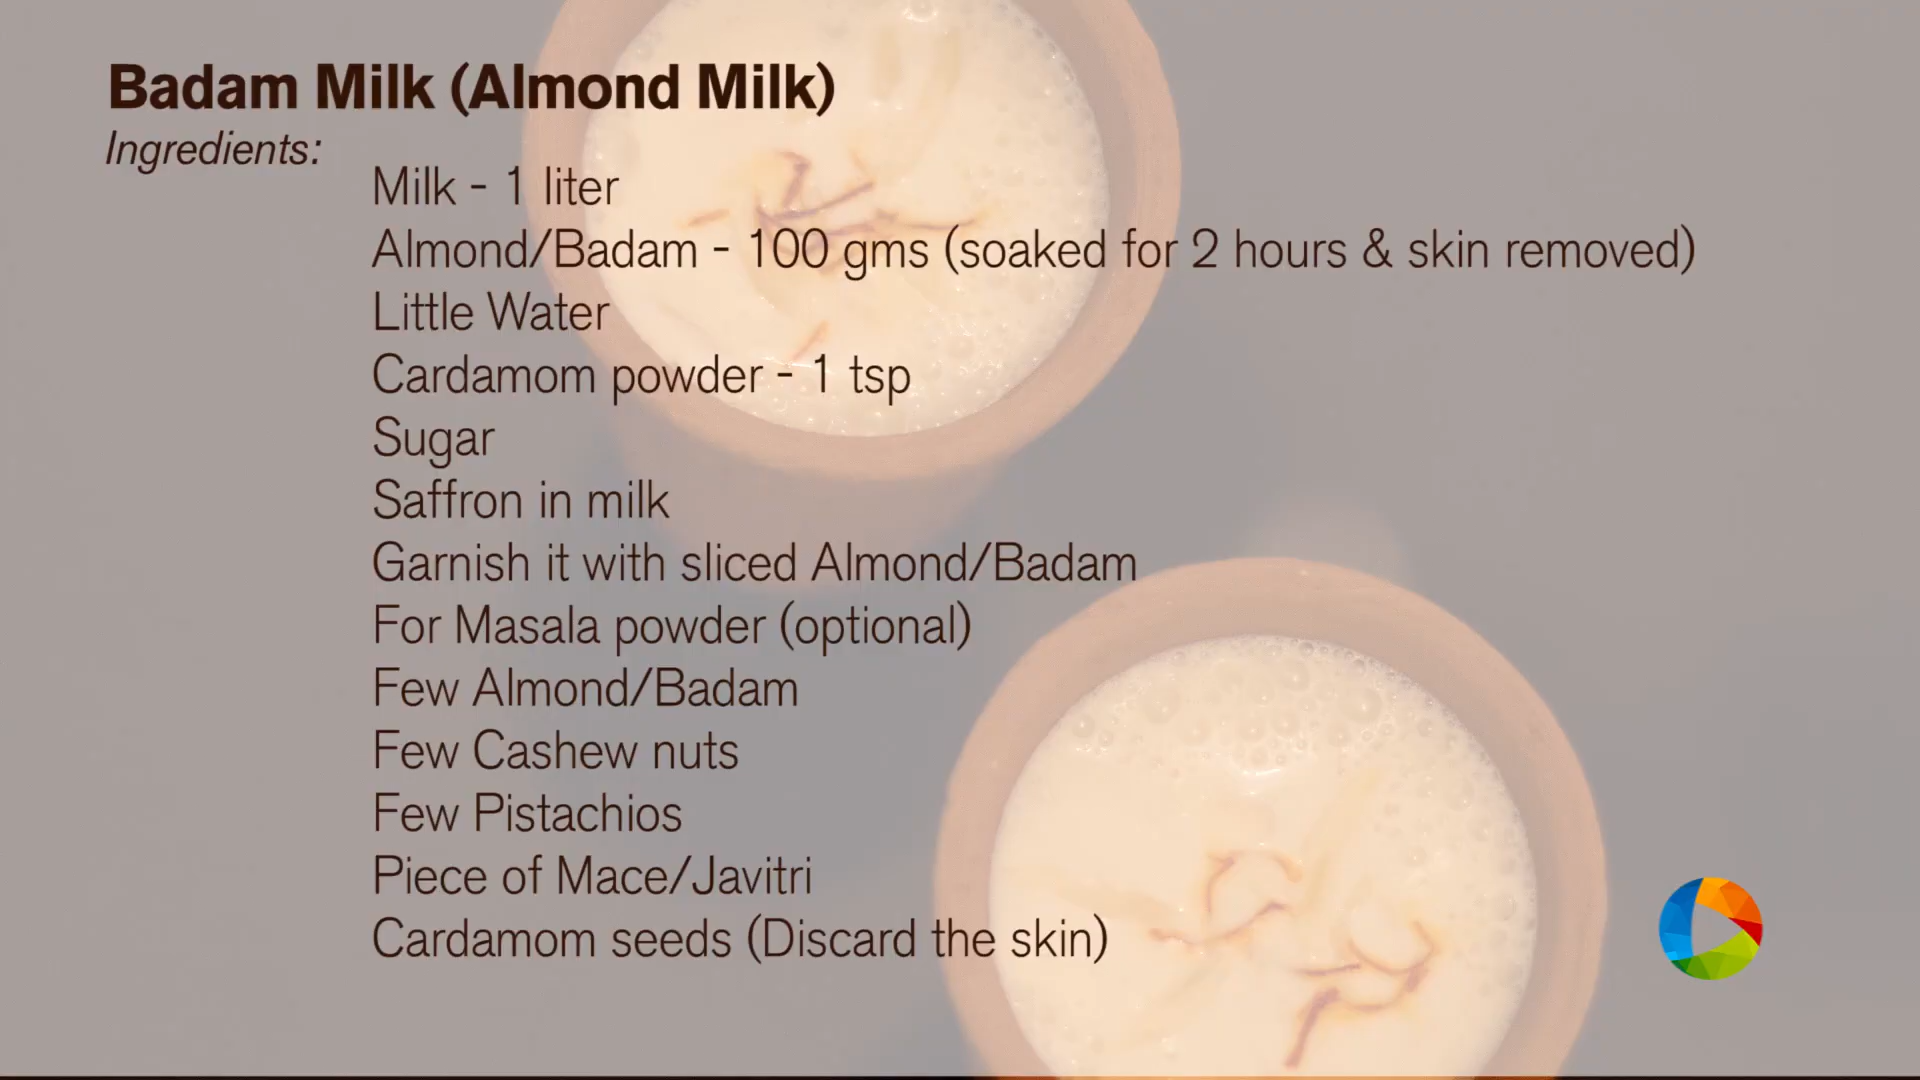 Badam Milk (Almond Milk)
Ingredients:
Milk - 1 liter
Almond/Badam - 100 gms (soaked for 2 hours & skin removed)
Little Water
Cardamom powder - 1 tsp
Sugar
Saffron in milk
Garnish it with sliced Almond/Badam
For Masala powder (optional)
Few Almond/Badam
Few Cashew nuts
Few Pistachios
Piece of Mace/Javitri
Cardamom seeds (Discard the skin)